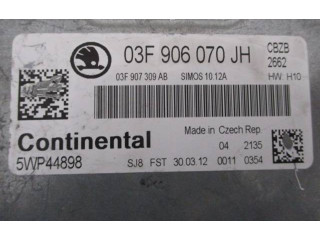 03F 906 070 JH
CBZB
2662
03F 907 309 AB SIMOS 10.12A HW: H10
Continental
Made in Czech Rep.
5WP44898
04 2135
SJ8 FST 30.03.12 0011 0354